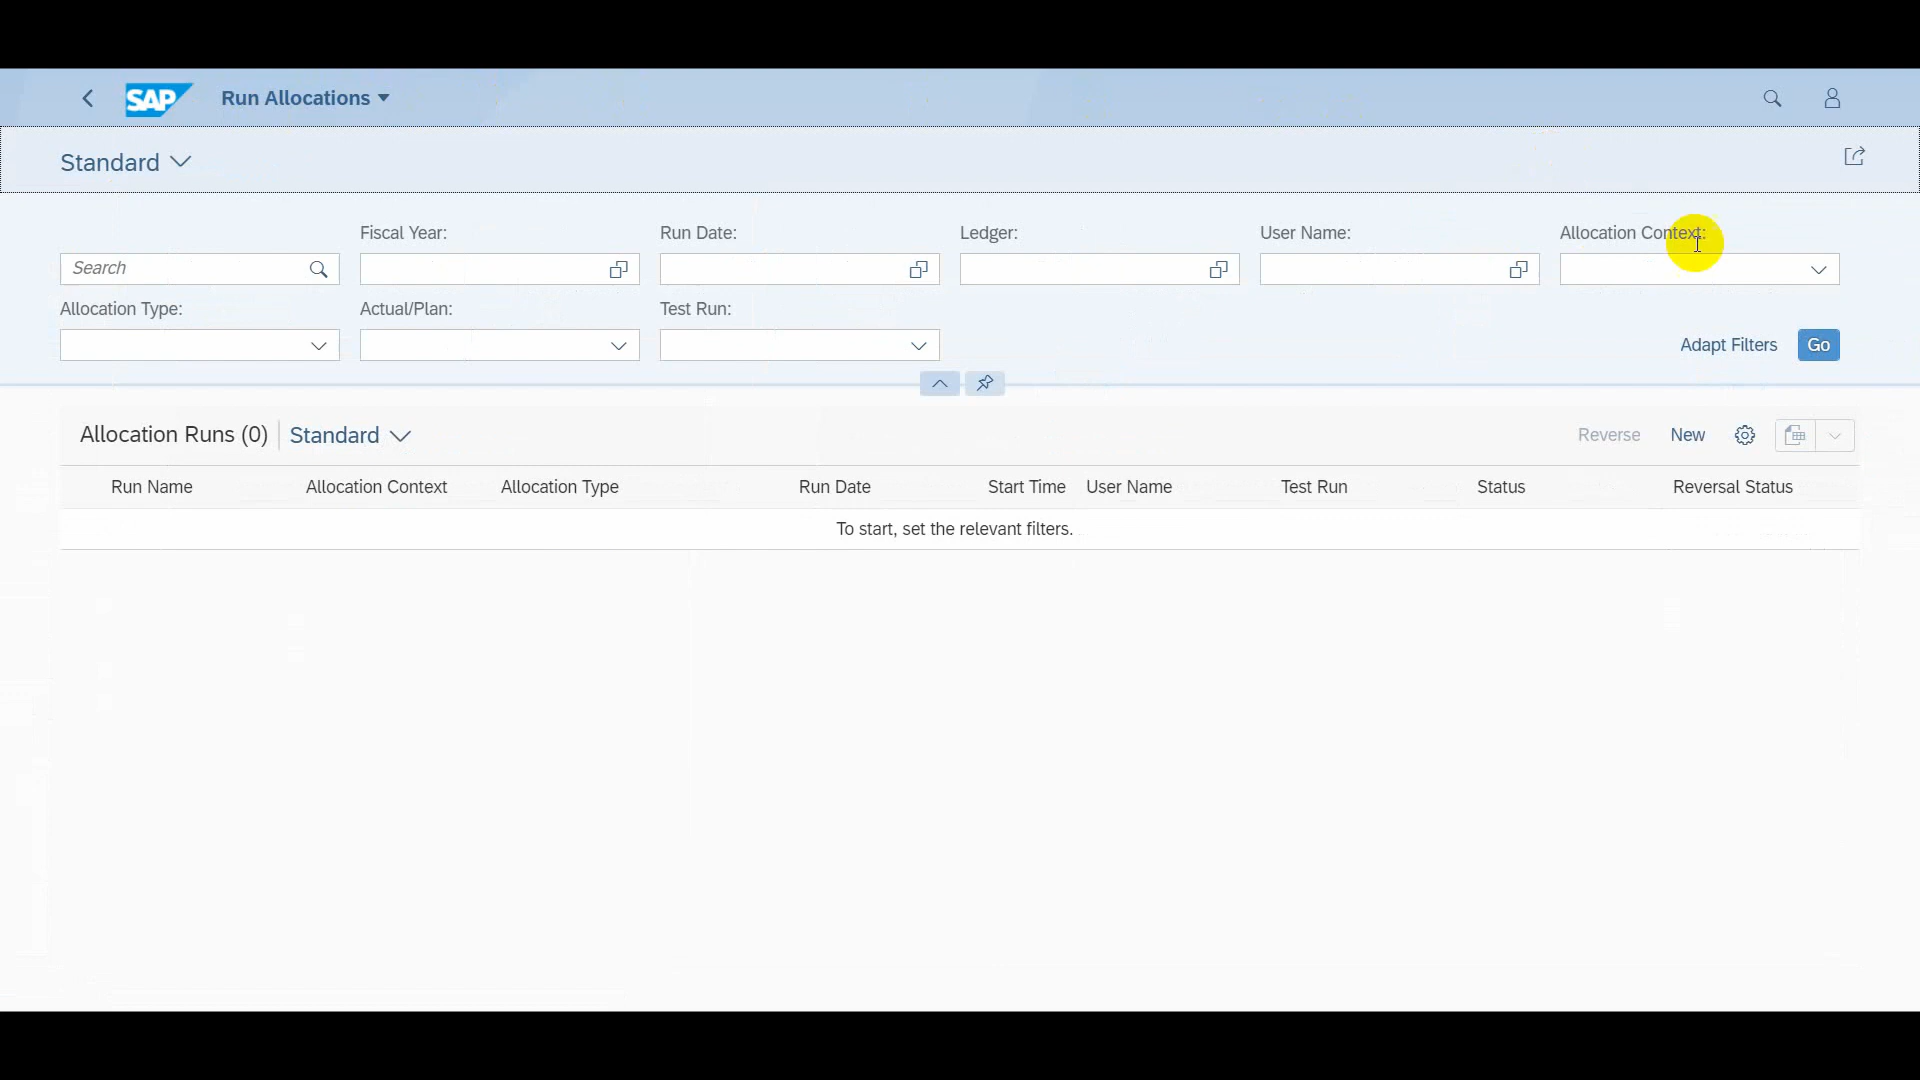 SAP Run Allocations
Standard
Fiscal Year: Run Date: Ledger: User Name: Allocation Context:
Search
Allocation Type: Actual/Plan: Test Run:
Adapt Filters Go
Allocation Runs (0) Standard Reverse New
Run Name Allocation Context Allocation Type Run Date Start Time User Name Test Run Status Reversal Status
To start, set the relevant filters.